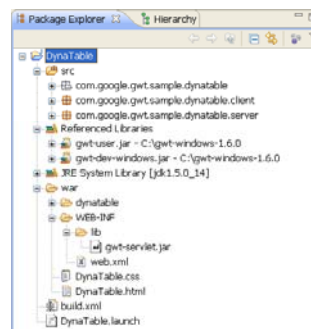 Package Explorer Hierarchy
DynaTable
src
com.google.gwt.sample.dynatable
com.google.gwt.sample.dynatable.client
com.google.gwt.sample.dynatable.server
Referenced Libraries
gwt-user.jar - C:\gwt-windows-1.6.0
gwt-dev-windows.jar - C:\gwt-windows-1.6.0
JRE System Library [jdk1.5.0_14]
war
dynatable
WEB-INF
lib
gwt-servlet.jar
web.xml
DynaTable.css
DynaTable.html
build.xml
DynaTable.launch